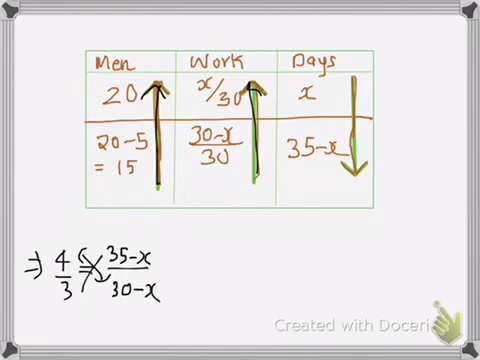 Men Work Days
20 x/30 x
20-5 30-x/30 35-x
= 15
⇒ 4/3 = 35-x/30-x
Created with Doceri